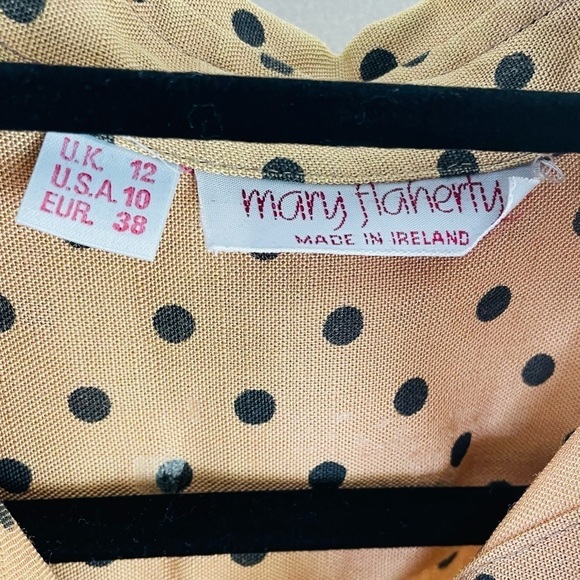 U.K. 12
U.S.A. 10
EUR. 38
mary flaherty
MADE IN IRELAND